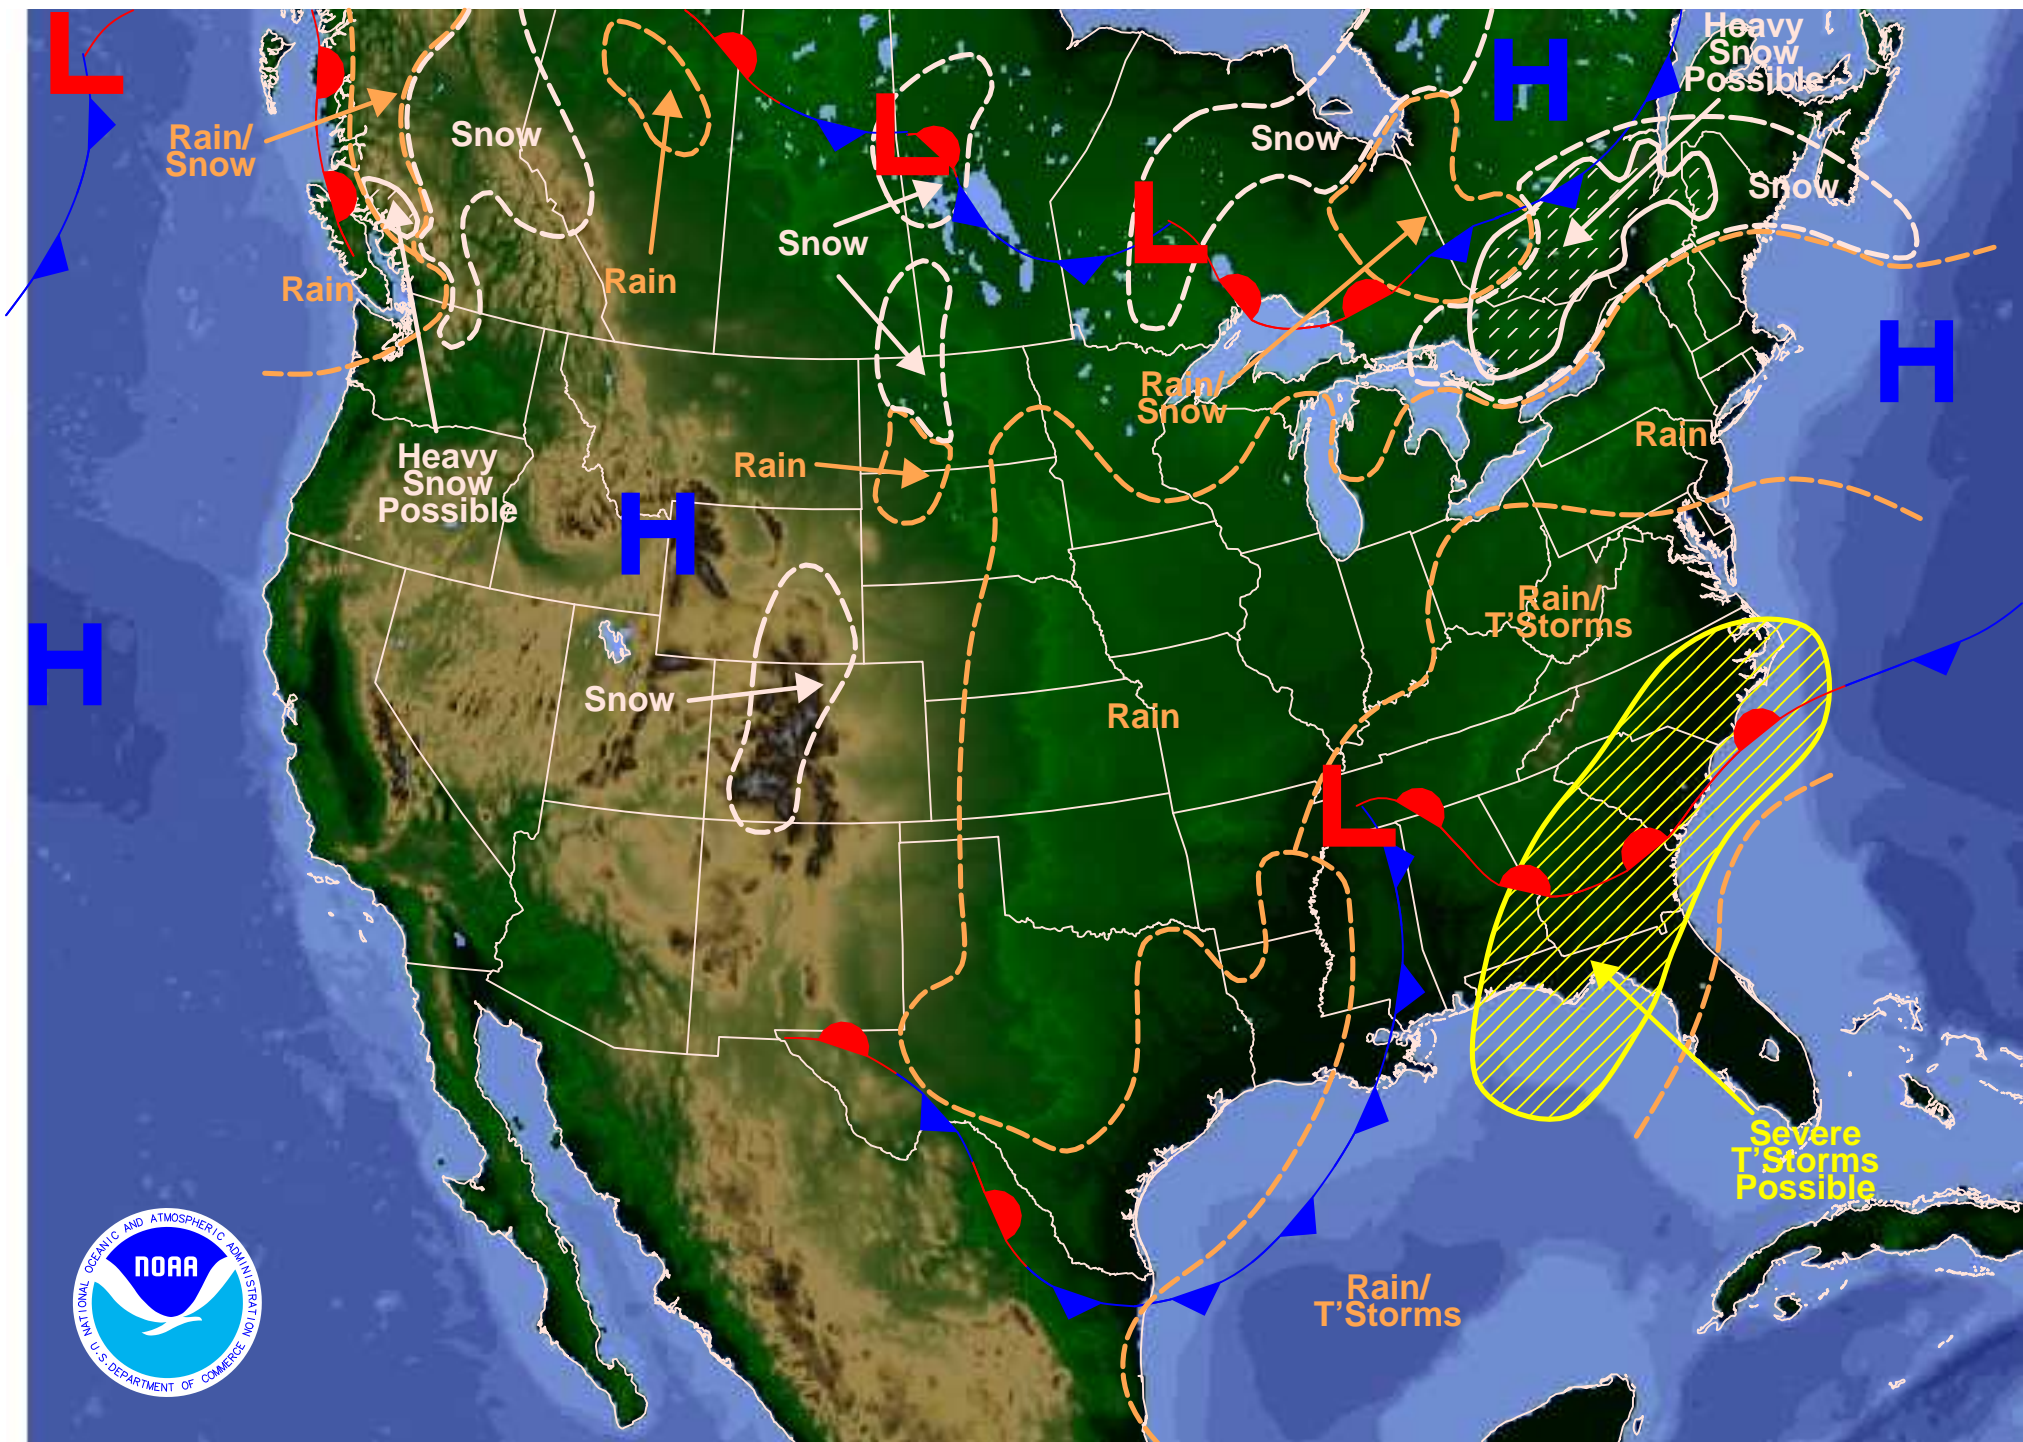 L
Heavy
Snow
Possible
H
Rain/
Snow
Snow
L
Snow
Snow
L
Snow
Rain
Rain
H
Rain/
Snow
Rain
Rain
Heavy
Snow
Possible
H
Rain/
T'Storms
H
Snow
Rain
L
Severe
T'Storms
Possible
Rain/
T'Storms
NATIONAL OCEANIC AND ATMOSPHERIC ADMINISTRATION
NOAA
U.S. DEPARTMENT OF COMMERCE